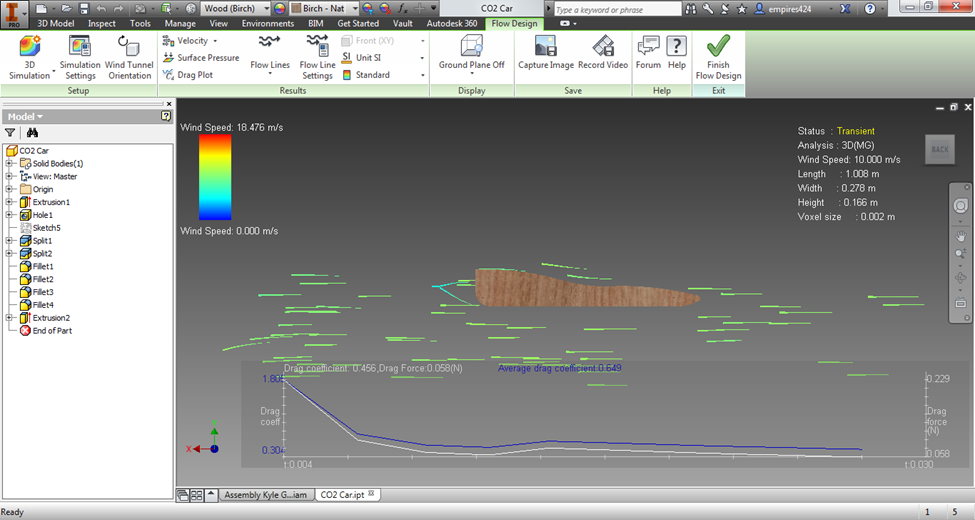 Wood (Birch)
Birch - Nat
CO2 Car
Type a keyword or phrase
empires424
PRO
3D Model Inspect Tools Manage View Environments BIM Get Started Vault Autodesk 360 Flow Design
3D Simulation
Simulation Settings
Wind Tunnel Orientation
Velocity
Surface Pressure
Drag Plot
Flow Lines
Flow Line Settings
Front (XY)
Unit SI
Standard
Ground Plane Off
Capture Image
Record Video
Forum
Help
Finish Flow Design
Setup Results Display Save Help Exit
Model
CO2 Car
Solid Bodies(1)
View: Master
Origin
Extrusion1
Hole1
Sketch5
Split1
Split2
Fillet1
Fillet2
Fillet3
Fillet4
Extrusion2
End of Part
Wind Speed: 18.476 m/s
Wind Speed: 0.000 m/s
Status : Transient
Analysis : 3D(MG)
Wind Speed: 10.000 m/s
Length : 1.008 m
Width : 0.278 m
Height : 0.166 m
Voxel size : 0.002 m
BACK
Drag coefficient: 0.456,Drag Force:0.058(N)
Average drag coefficient:0.649
Drag coeff
0.304
t:0.004
0.229
Drag force (N)
0.058
t:0.030
X
Assembly Kyle G...iam
CO2 Car.ipt
Ready
1
5